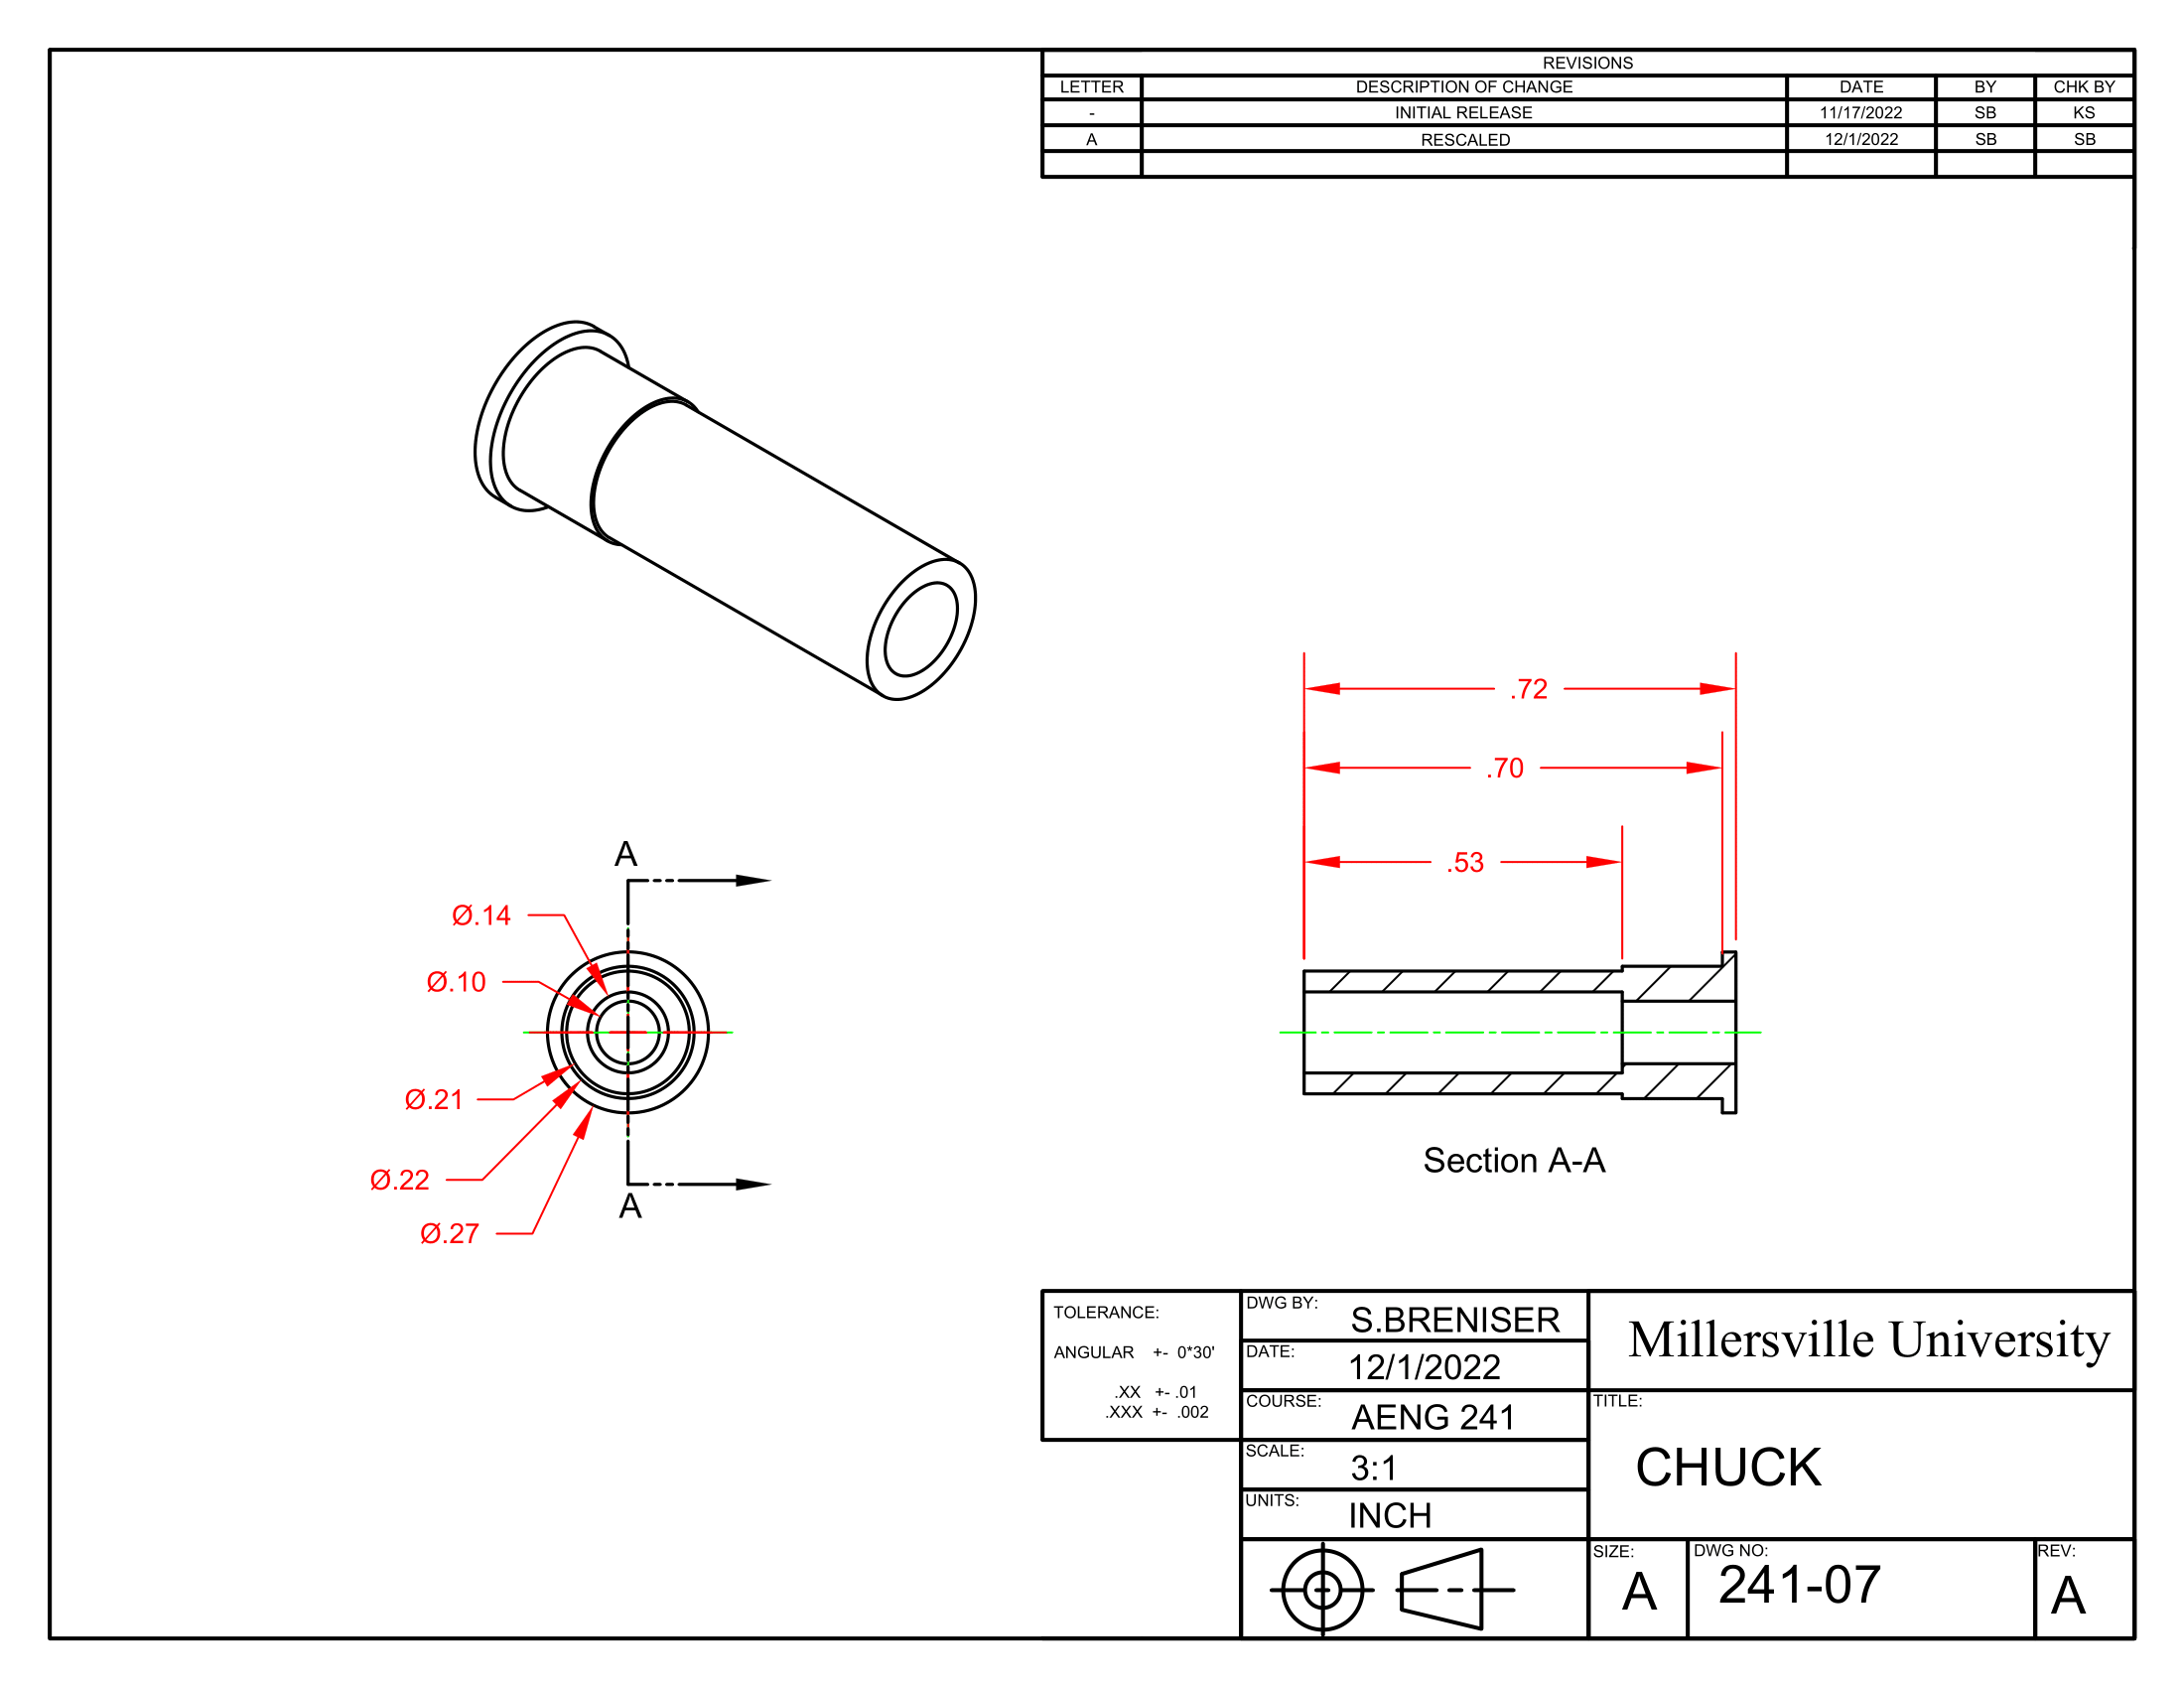 REVISIONS
LETTER DESCRIPTION OF CHANGE DATE BY CHK BY
- INITIAL RELEASE 11/17/2022 SB KS
A RESCALED 12/1/2022 SB SB
.72
.70
.53
A
Ø.14
Ø.10
Ø.21
Ø.22
Ø.27
A
Section A-A
TOLERANCE:
ANGULAR +- 0*30'
.XX +- .01
.XXX +- .002
DWG BY: S.BRENISER
DATE: 12/1/2022
COURSE: AENG 241
SCALE: 3:1
UNITS: INCH
Millersville University
TITLE:
CHUCK
SIZE: A
DWG NO: 241-07
REV: A